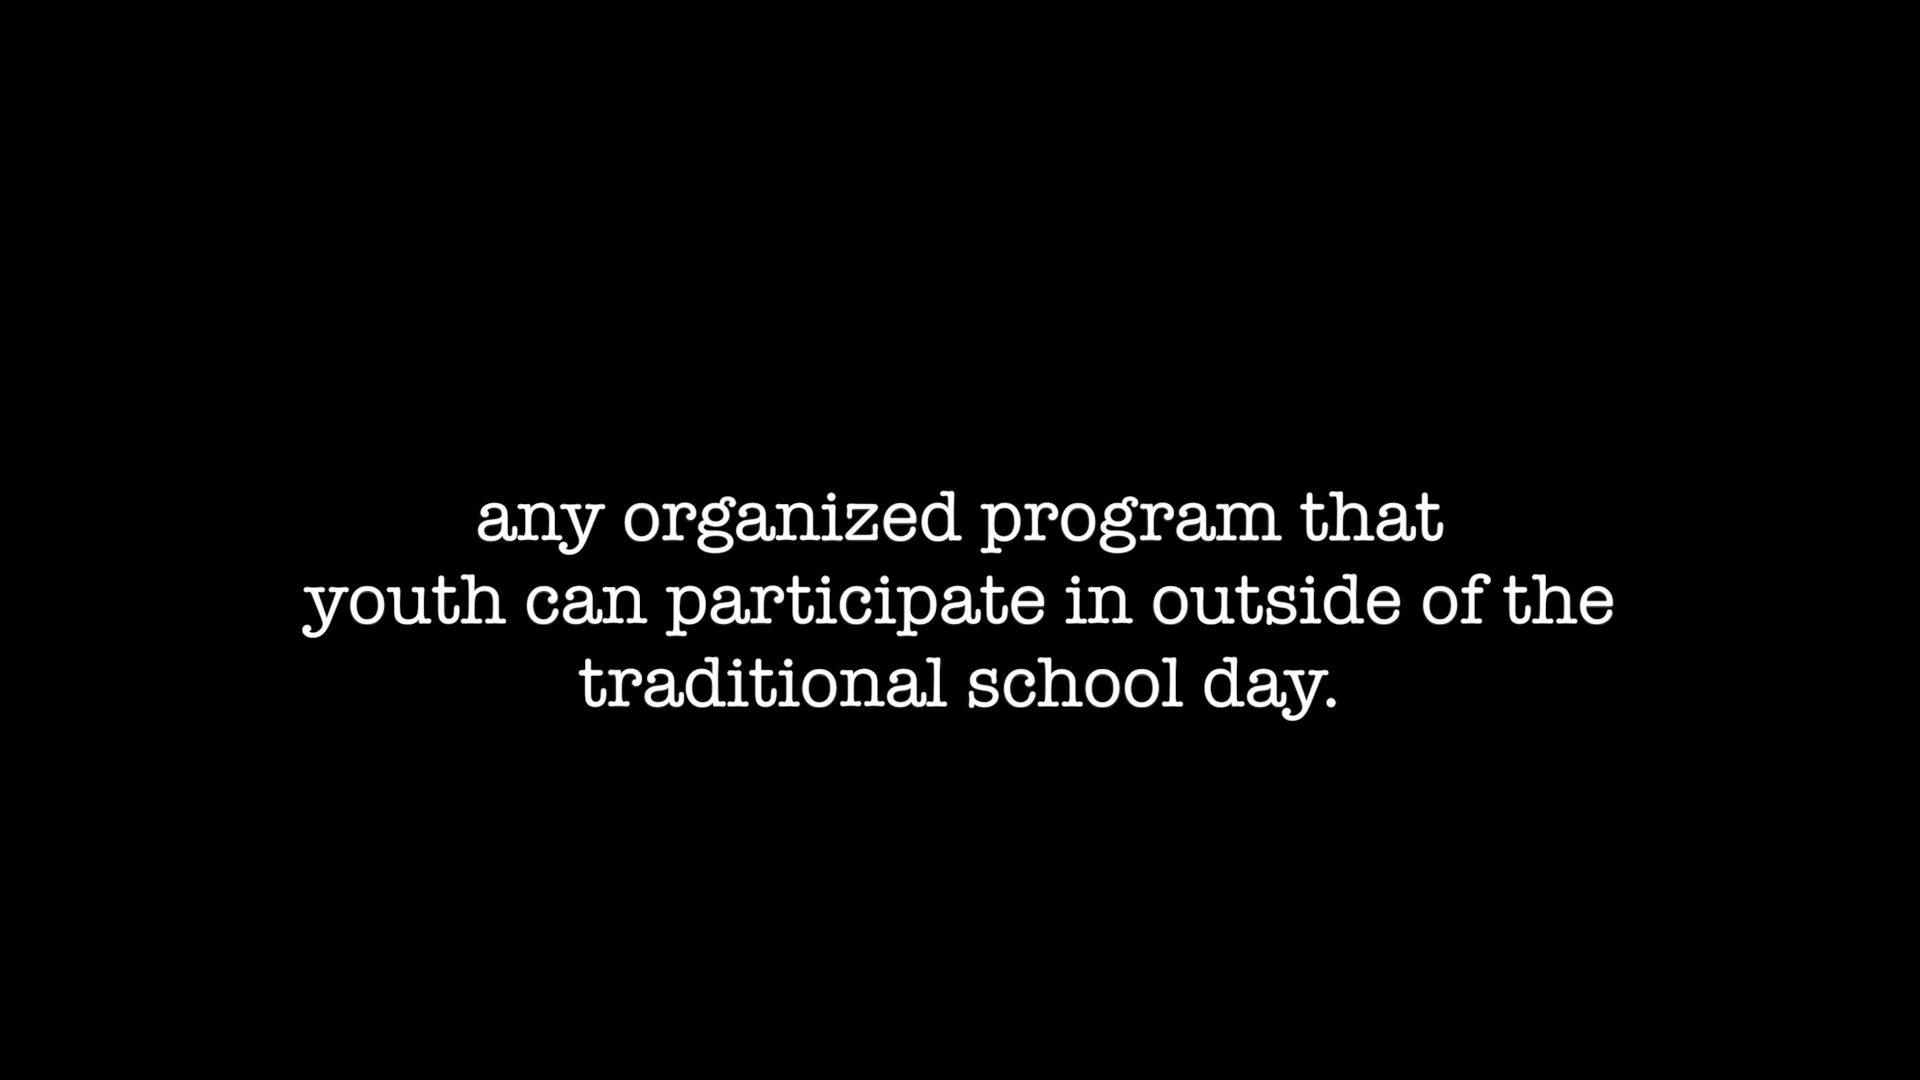 any organized program that
youth can participate in outside of the
traditional school day.